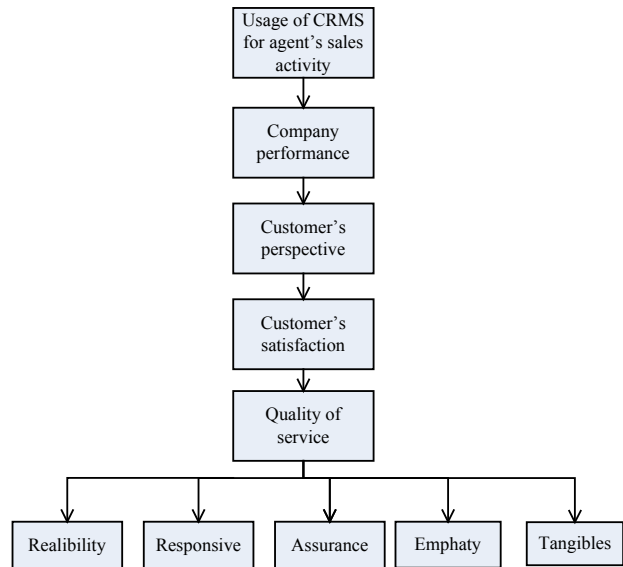 Usage of CRMS
for agent’s sales
activity
Company
performance
Customer’s
perspective
Customer’s
satisfaction
Quality of
service
Realibility
Responsive
Assurance
Emphaty
Tangibles